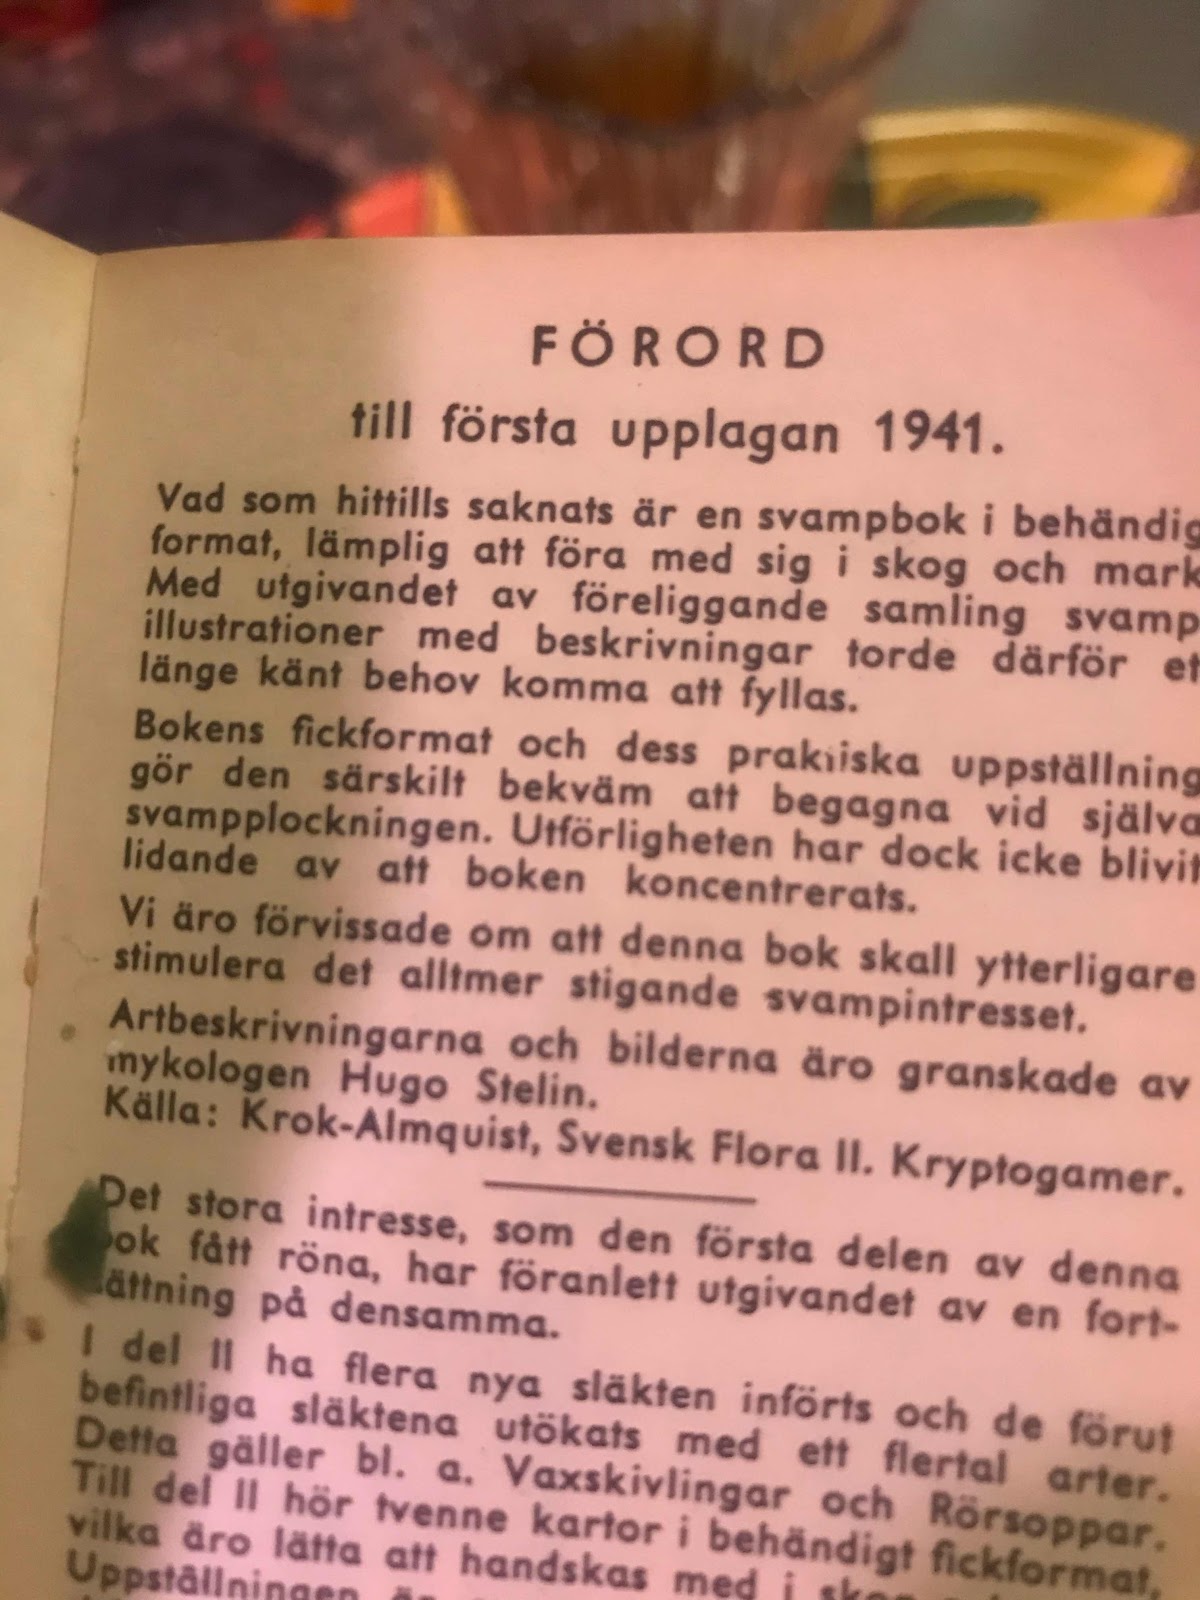 FÖRORD
till första upplagan 1941.
Vad som hittills saknats är en svampbok i behändig
format, lämplig att föra med sig i skog och mark
Med utgivandet av föreliggande samling svamp
illustrationer med beskrivningar torde därför et
länge känt behov komma att fyllas.
Bokens fickformat och dess praktiska uppställning
gör den särskilt bekväm att begagna vid själva
svampplockningen. Utförligheten har dock icke blivit
lidande av att boken koncentrerats.
Vi äro förvissade om att denna bok skall ytterligare
stimulera det alltmer stigande svampintresset.
Artbeskrivningarna och bilderna äro granskade av
mykologen Hugo Stelin.
Källa: Krok-Almquist, Svensk Flora II. Kryptogamer.
Det stora intresse, som den första delen av denna
bok fått röna, har föranlett utgivandet av en fort-
sättning på densamma.
I del II ha flera nya släkten införts och de förut
befintliga släktena utökats med ett flertal arter.
Detta gäller bl. a. Vaxskivlingar och Rörsoppar.
Till del II hör tvenne kartor i behändigt fickformat,
vilka äro lätta att handskas med i
Uppställningen